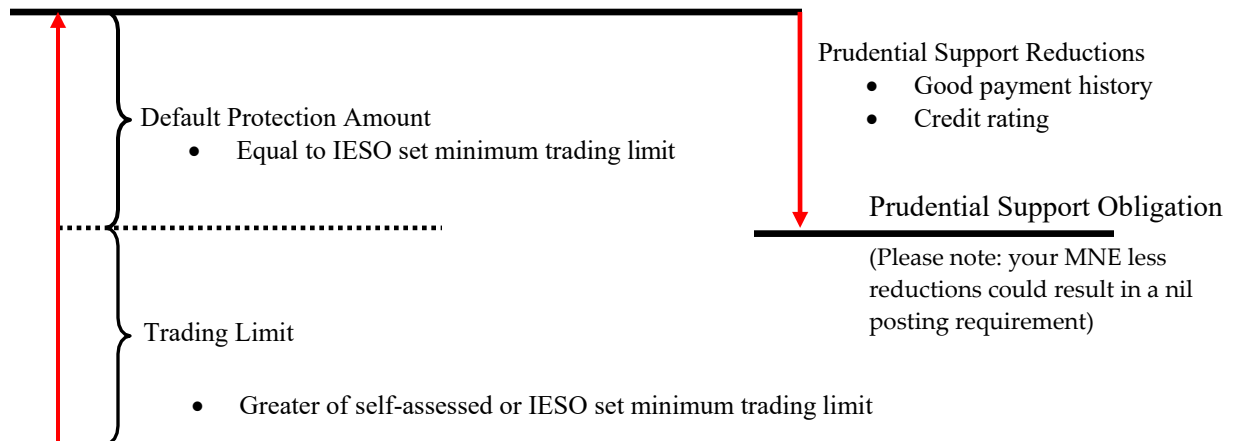 Prudential Support Reductions
• Good payment history
• Credit rating
Default Protection Amount
• Equal to IESO set minimum trading limit
Prudential Support Obligation
(Please note: your MNE less
reductions could result in a nil
posting requirement)
Trading Limit
• Greater of self-assessed or IESO set minimum trading limit